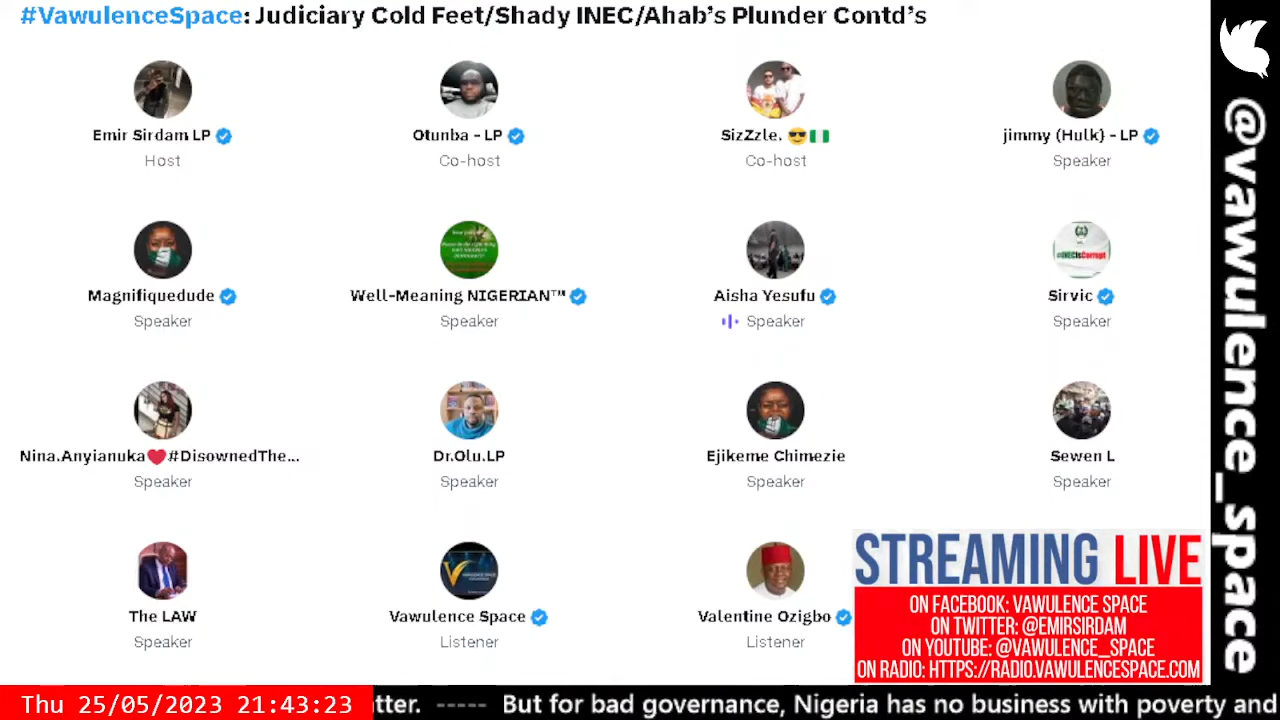 #VawulenceSpace: Judiciary Cold Feet/Shady INEC/Ahab's Plunder Contd's
Emir Sirdam LP
Host
Otunba - LP
Co-host
SizZzle. 😎🇳🇬
Co-host
jimmy (Hulk) - LP
Speaker
Magnifiquedude
Speaker
Well-Meaning NIGERIAN™
Speaker
Aisha Yesufu
Speaker
#INECIsCorrupt
Sirvic
Speaker
Nina.Anyianuka❤️#DisownedThe...
Speaker
Dr.Olu.LP
Speaker
Ejikeme Chimezie
Speaker
Sewen L
Speaker
The LAW
Speaker
Vawulence Space
Listener
Valentine Ozigbo
Listener
STREAMING LIVE
ON FACEBOOK: VAWULENCE SPACE
ON TWITTER: @EMIRSIRDAM
ON YOUTUBE: @VAWULENCE_SPACE
ON RADIO: HTTPS://RADIO.VAWULENCESPACE.COM
@vawulence_space
Thu 25/05/2023 21:43:23
tter. ----- But for bad governance, Nigeria has no business with poverty and